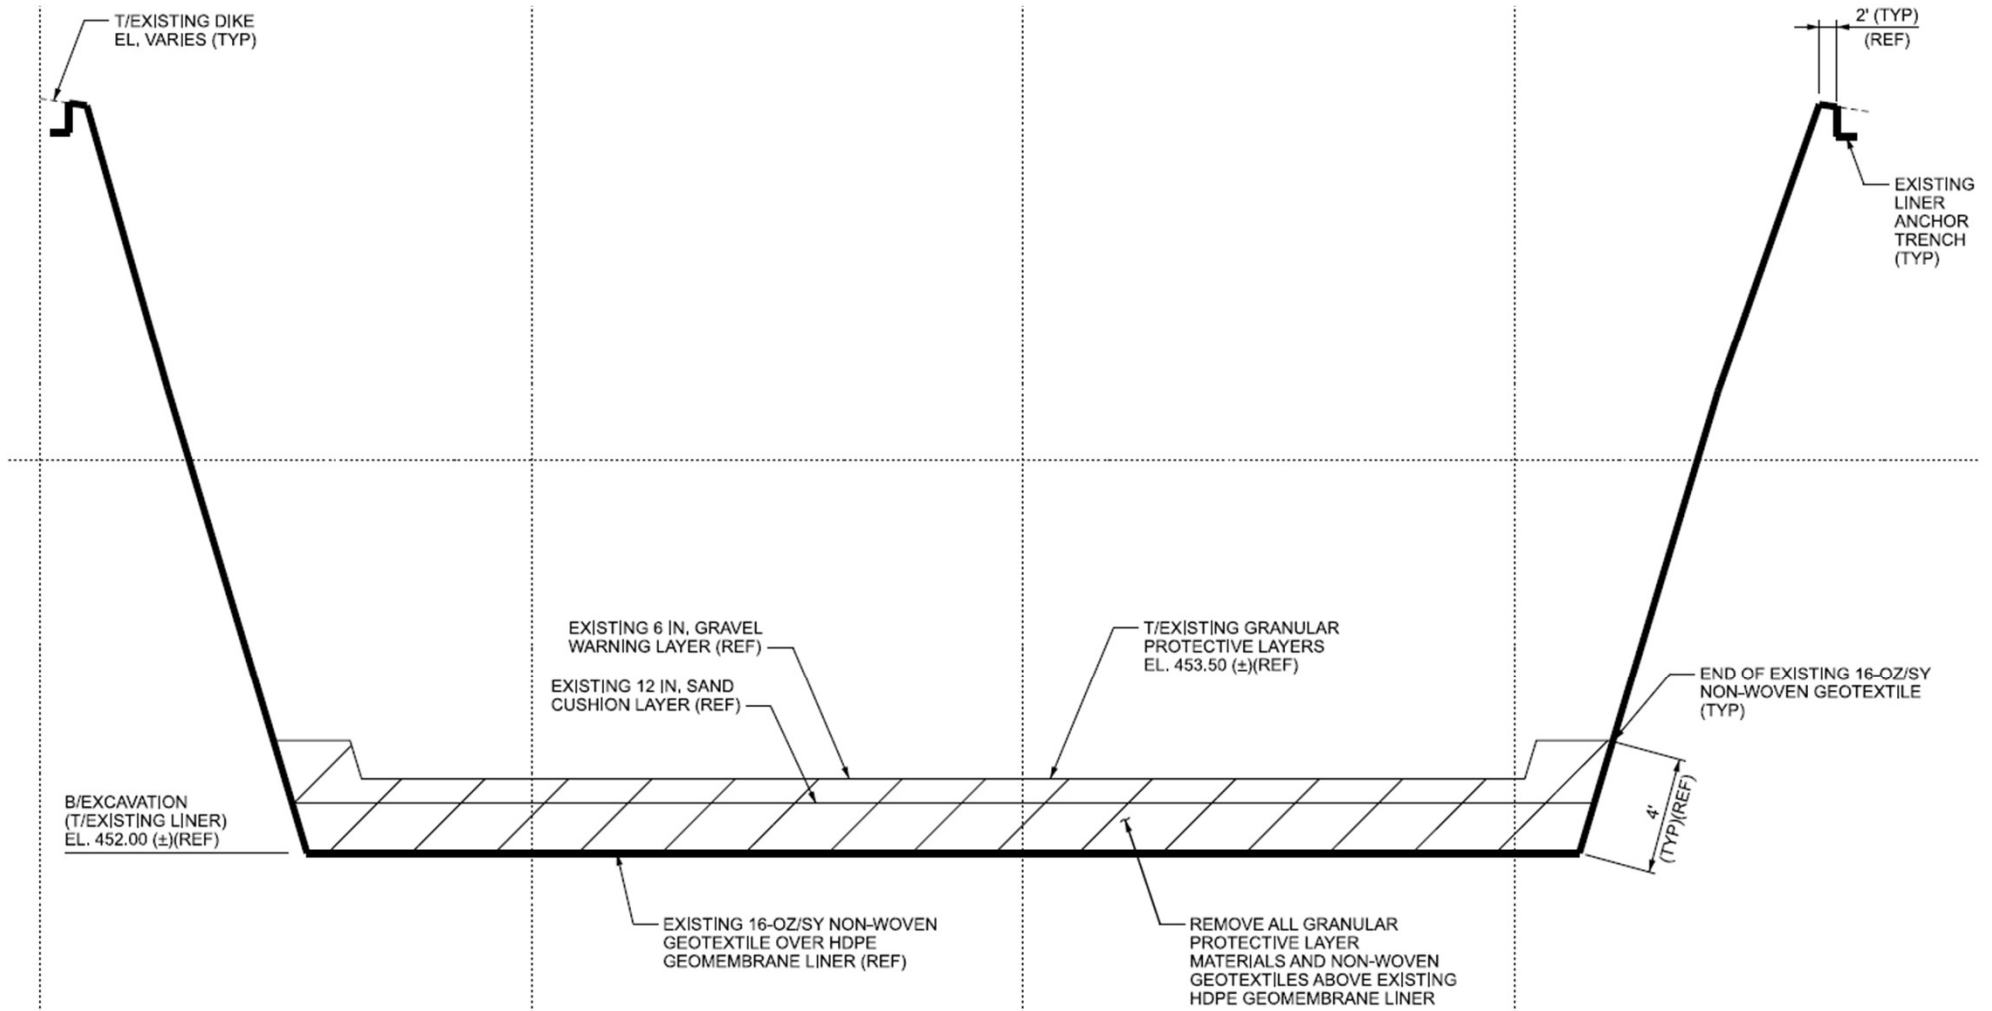 T/EXISTING DIKE
EL. VARIES (TYP)
2' (TYP)
(REF)
EXISTING
LINER
ANCHOR
TRENCH
(TYP)
EXISTING 6 IN. GRAVEL
WARNING LAYER (REF)
EXISTING 12 IN. SAND
CUSHION LAYER (REF)
T/EXISTING GRANULAR
PROTECTIVE LAYERS
EL. 453.50 (±)(REF)
END OF EXISTING 16-OZ/SY
NON-WOVEN GEOTEXTILE
(TYP)
B/EXCAVATION
(T/EXISTING LINER)
EL. 452.00 (±)(REF)
4'
(TYP)(REF)
EXISTING 16-OZ/SY NON-WOVEN
GEOTEXTILE OVER HDPE
GEOMEMBRANE LINER (REF)
REMOVE ALL GRANULAR
PROTECTIVE LAYER
MATERIALS AND NON-WOVEN
GEOTEXTILES ABOVE EXISTING
HDPE GEOMEMBRANE LINER